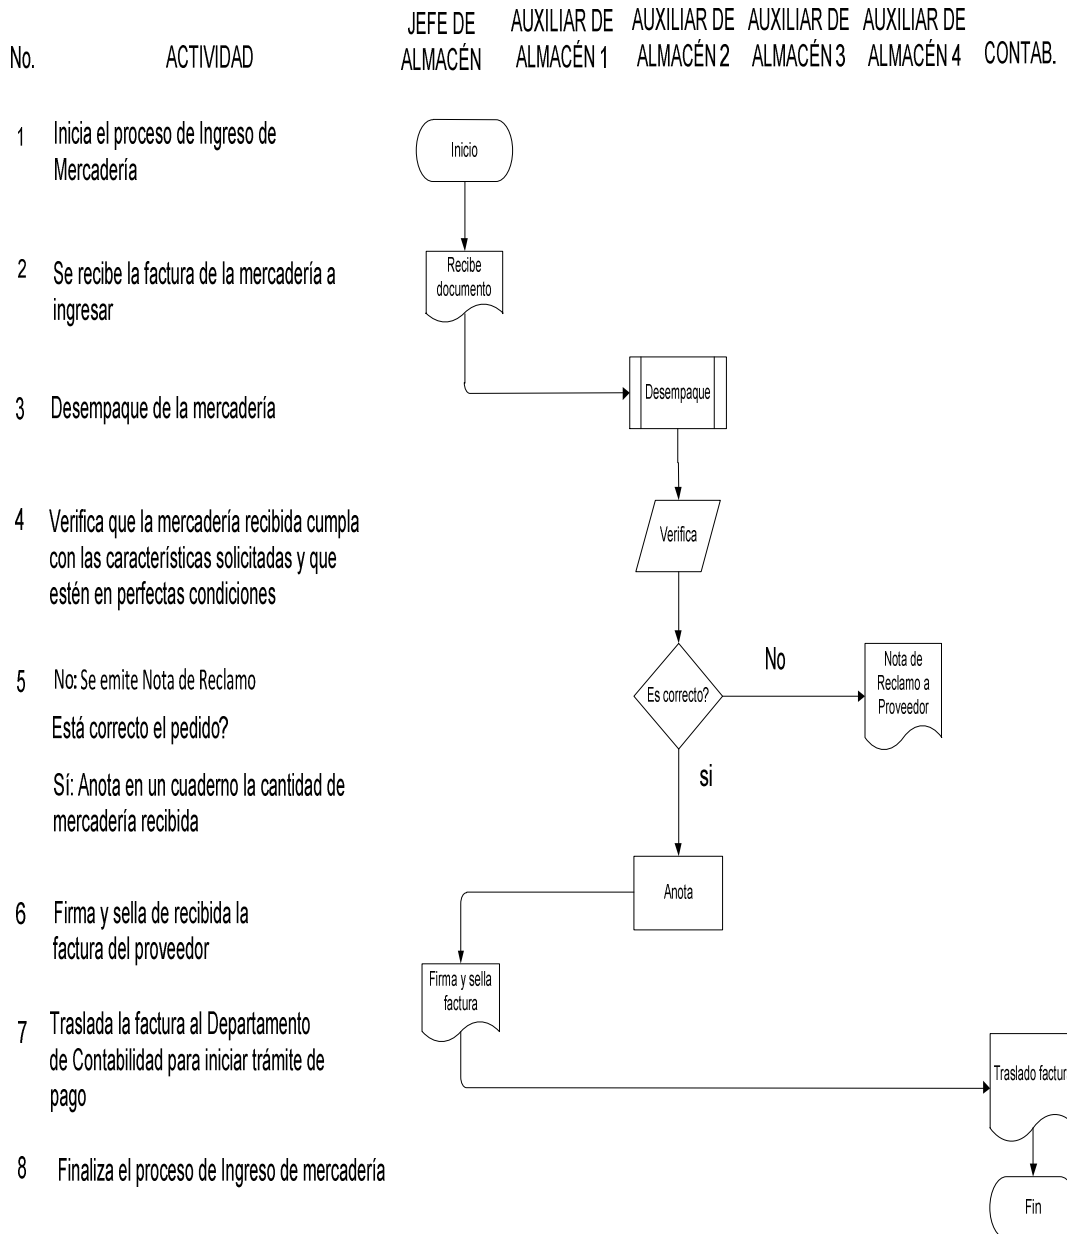 No.
ACTIVIDAD
JEFE DE
ALMACÉN
AUXILIAR DE
ALMACÉN 1
AUXILIAR DE
ALMACÉN 2
AUXILIAR DE
ALMACÉN 3
AUXILIAR DE
ALMACÉN 4
CONTAB.
1
Inicia el proceso de Ingreso de
Mercadería
Inicio
2
Se recibe la factura de la mercadería a
ingresar
Recibe
documento
3
Desempaque de la mercadería
Desempaque
4
Verifica que la mercadería recibida cumpla
con las características solicitadas y que
estén en perfectas condiciones
Verifica
5
No: Se emite Nota de Reclamo
Está correcto el pedido?
Sí: Anota en un cuaderno la cantidad de
mercadería recibida
Es correcto?
No
Nota de
Reclamo a
Proveedor
si
Anota
6
Firma y sella de recibida la
factura del proveedor
Firma y sella
factura
7
Traslada la factura al Departamento
de Contabilidad para iniciar trámite de
pago
Traslado factur
8
Finaliza el proceso de Ingreso de mercadería
Fin